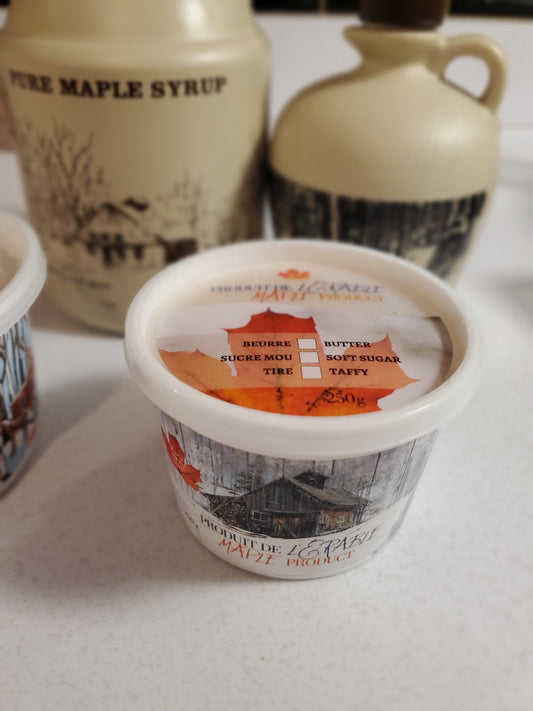 PURE MAPLE SYRUP
PRODUIT DE L'ÉRABLE
MAPLE PRODUCT
BEURRE BUTTER
SUCRE MOU SOFT SUGAR
TIRE TAFFY
250g
PRODUIT DE L'ÉRABLE
MAPLE PRODUCT